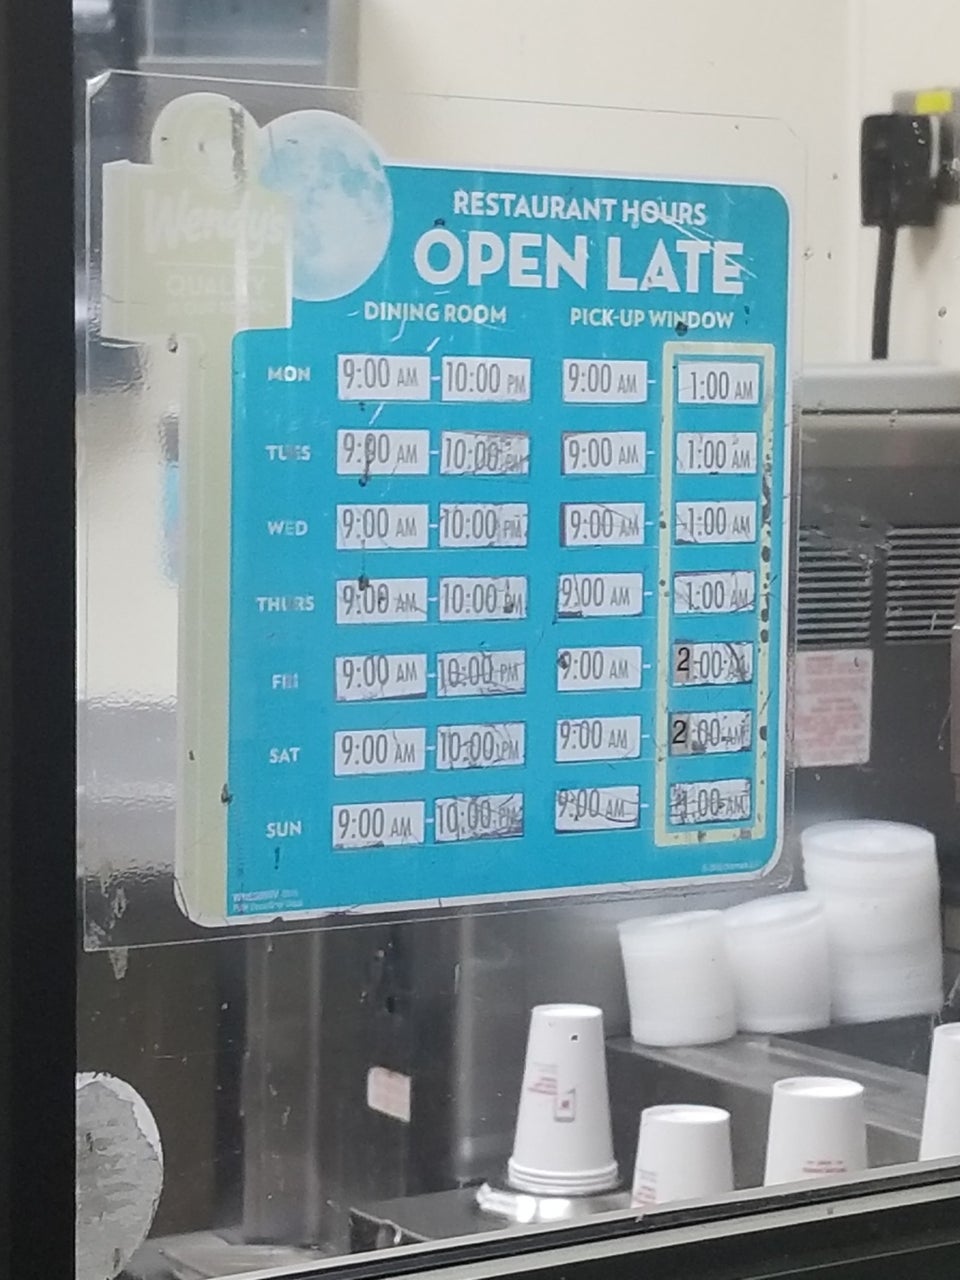 Wendy's
QUALITY
RESTAURANT HOURS
OPEN LATE
DINING ROOM PICK-UP WINDOW
MON 9:00 AM - 10:00 PM 9:00 AM - 1:00 AM
TUES 9:00 AM - 10:00 PM 9:00 AM - 1:00 AM
WED 9:00 AM - 10:00 PM 9:00 AM - 1:00 AM
THURS 9:00 AM - 10:00 PM 9:00 AM - 1:00 AM
FRI 9:00 AM - 10:00 PM 9:00 AM - 2:00 AM
SAT 9:00 AM - 10:00 PM 9:00 AM - 2:00 AM
SUN 9:00 AM - 10:00 PM 9:00 AM - 1:00 AM